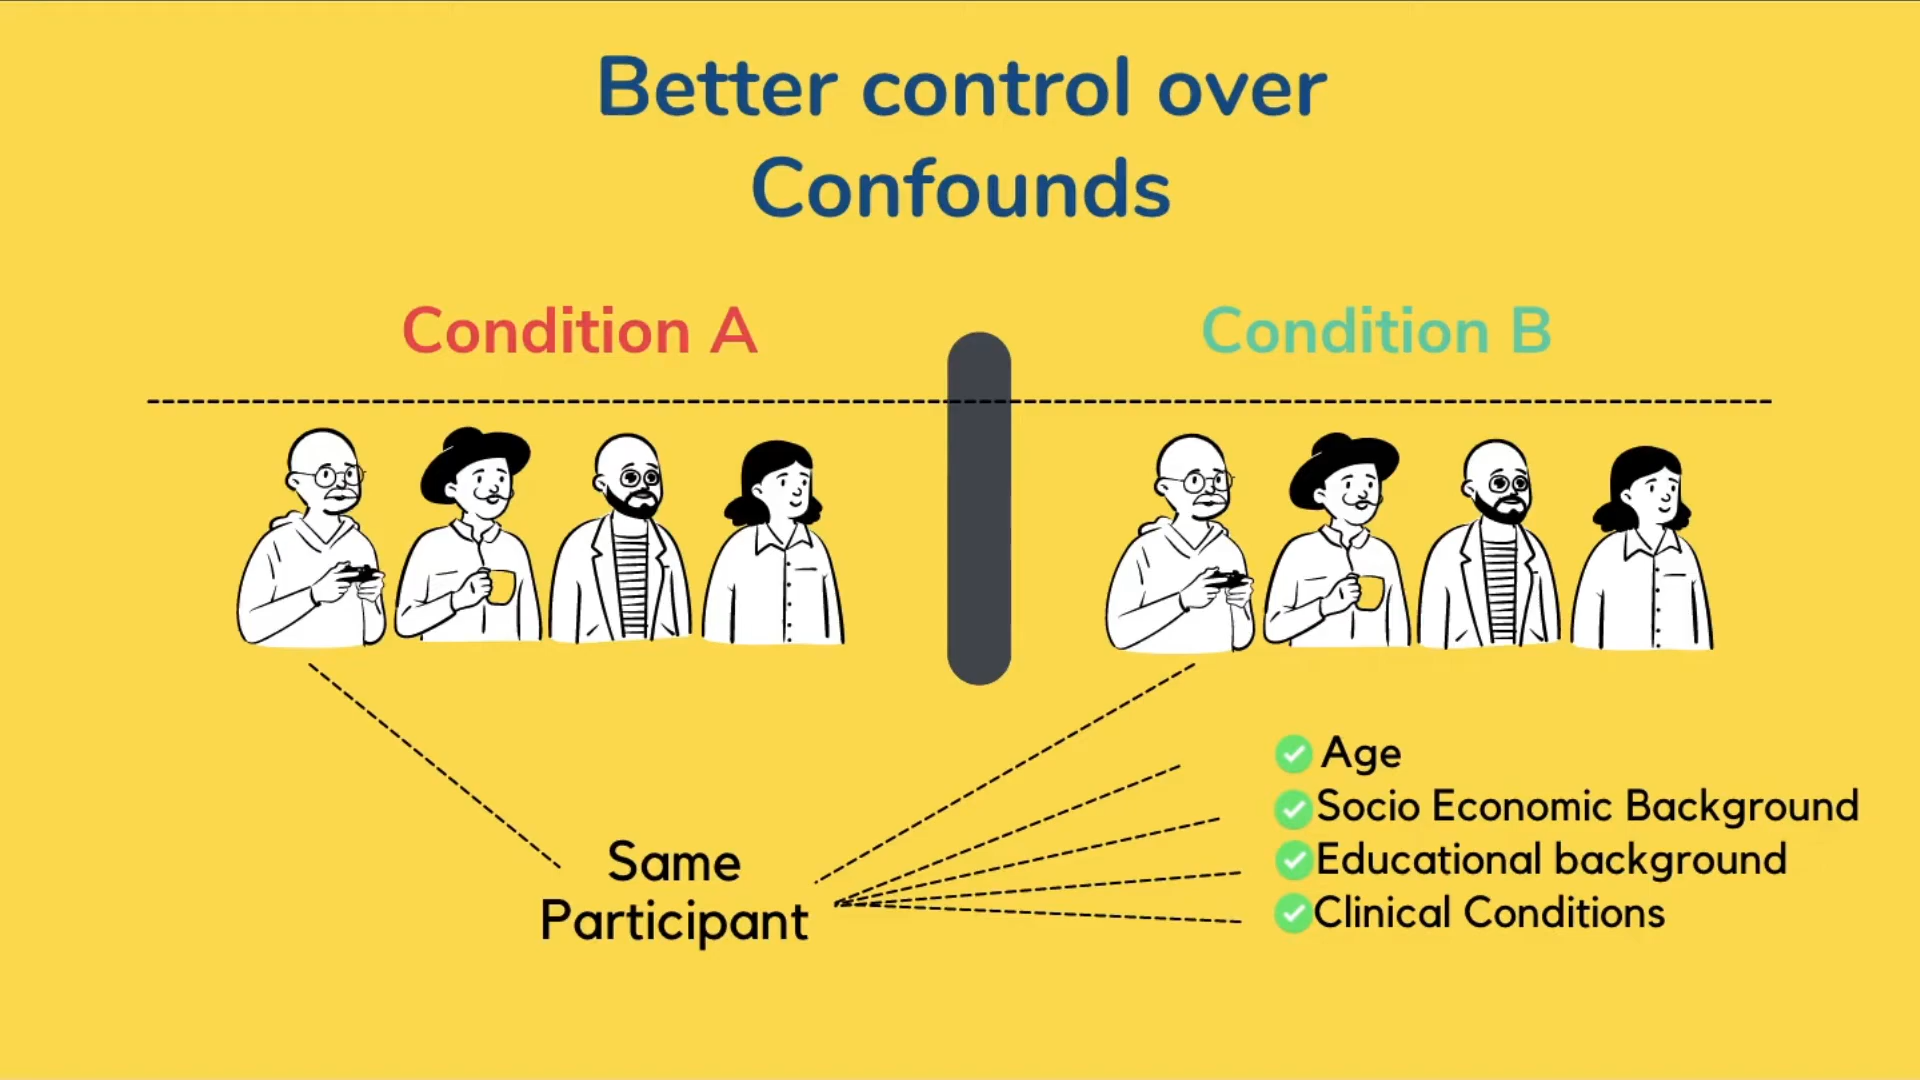 Better control over
Confounds
Condition A
Condition B
Same
Participant
Age
Socio Economic Background
Educational background
Clinical Conditions